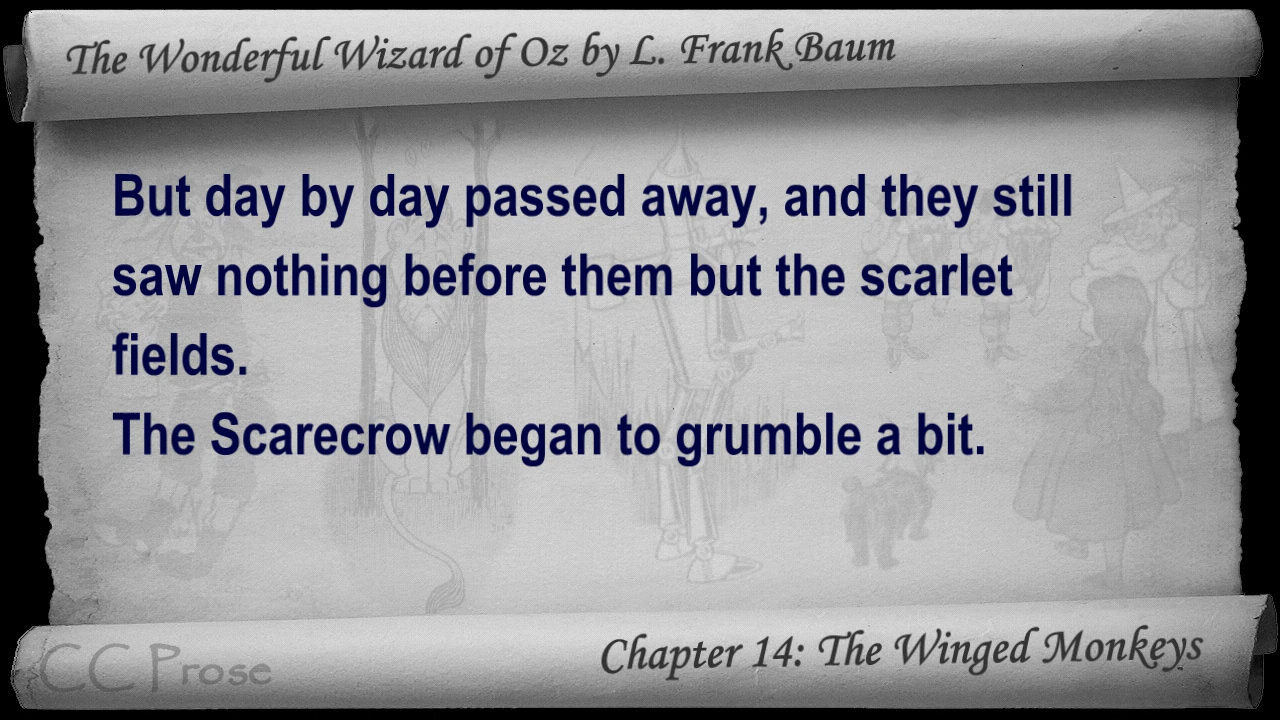 The Wonderful Wizard of Oz by L. Frank Baum
But day by day passed away, and they still
saw nothing before them but the scarlet
fields.
The Scarecrow began to grumble a bit.
CC Prose
Chapter 14: The Winged Monkeys